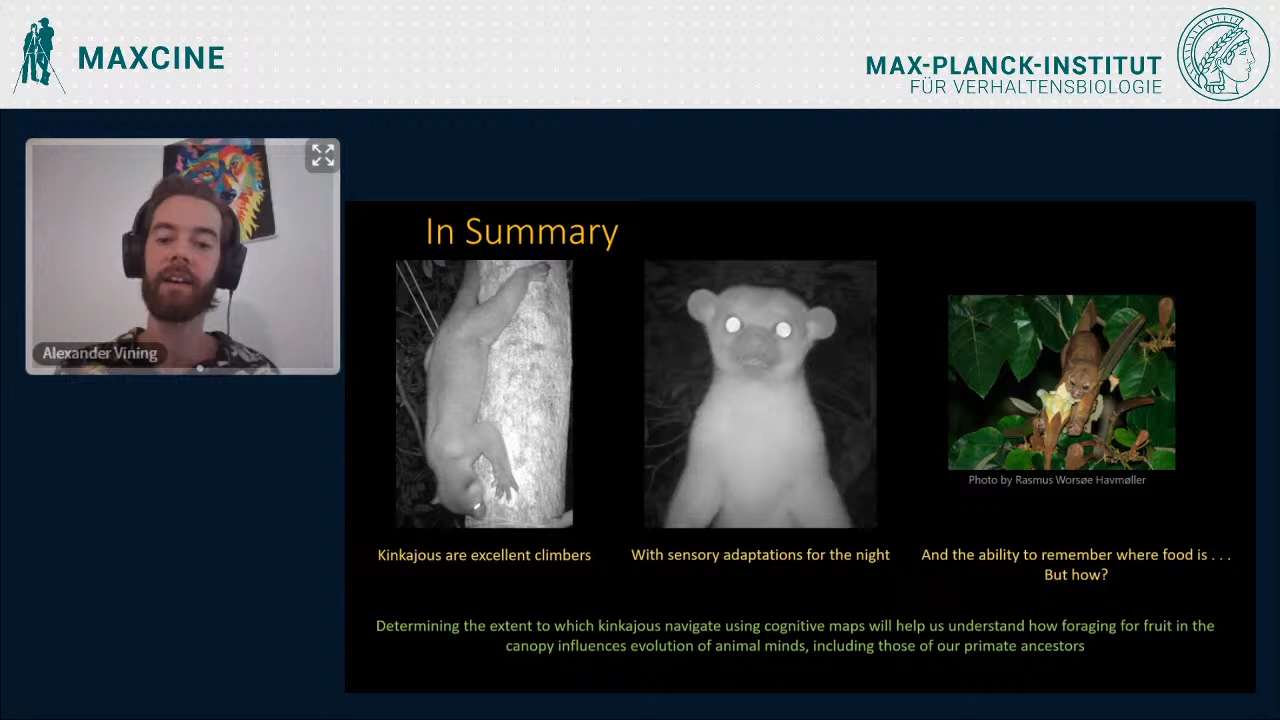 MAXCINE
MAX-PLANCK-INSTITUT
FÜR VERHALTENSBIOLOGIE
Alexander Vining
In Summary
Photo by Rasmus Worsøe Havmøller
Kinkajous are excellent climbers
With sensory adaptations for the night
And the ability to remember where food is . . .
But how?
Determining the extent to which kinkajous navigate using cognitive maps will help us understand how foraging for fruit in the
canopy influences evolution of animal minds, including those of our primate ancestors